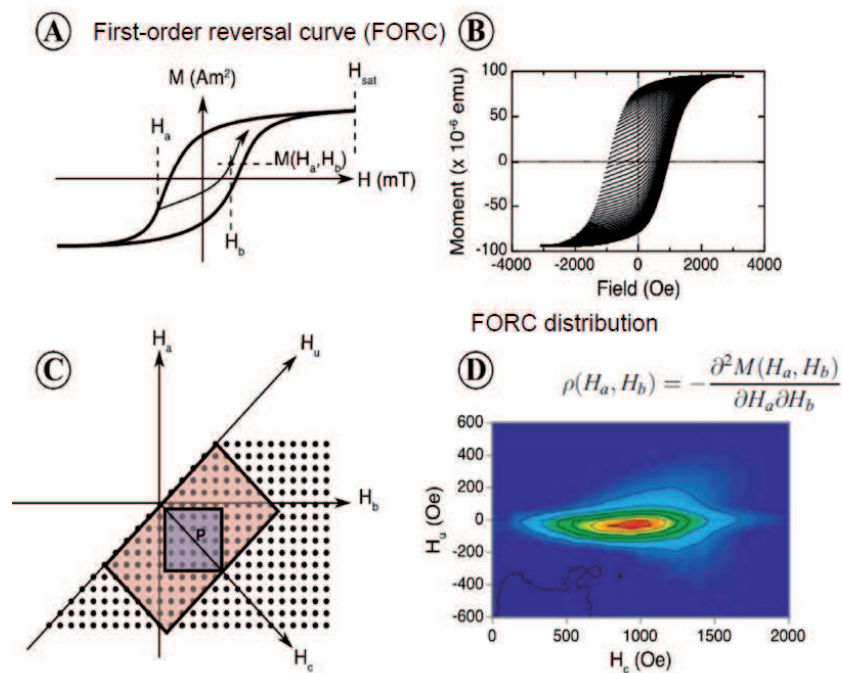 A First-order reversal curve (FORC)
M (Am²)
H_sat
H_a
M(H_a,H_b)
H (mT)
H_b
B
Moment (x 10⁻⁶ emu)
100
50
0
-50
-100
-4000 -2000 0 2000 4000
Field (Oe)
C
H_a
H_u
H_b
P
H_c
FORC distribution
D
ρ(H_a, H_b) = −∂²M(H_a, H_b)/∂H_a∂H_b
H_u (Oe)
600
400
200
0
-200
-400
-600
0 500 1000 1500 2000
H_c (Oe)